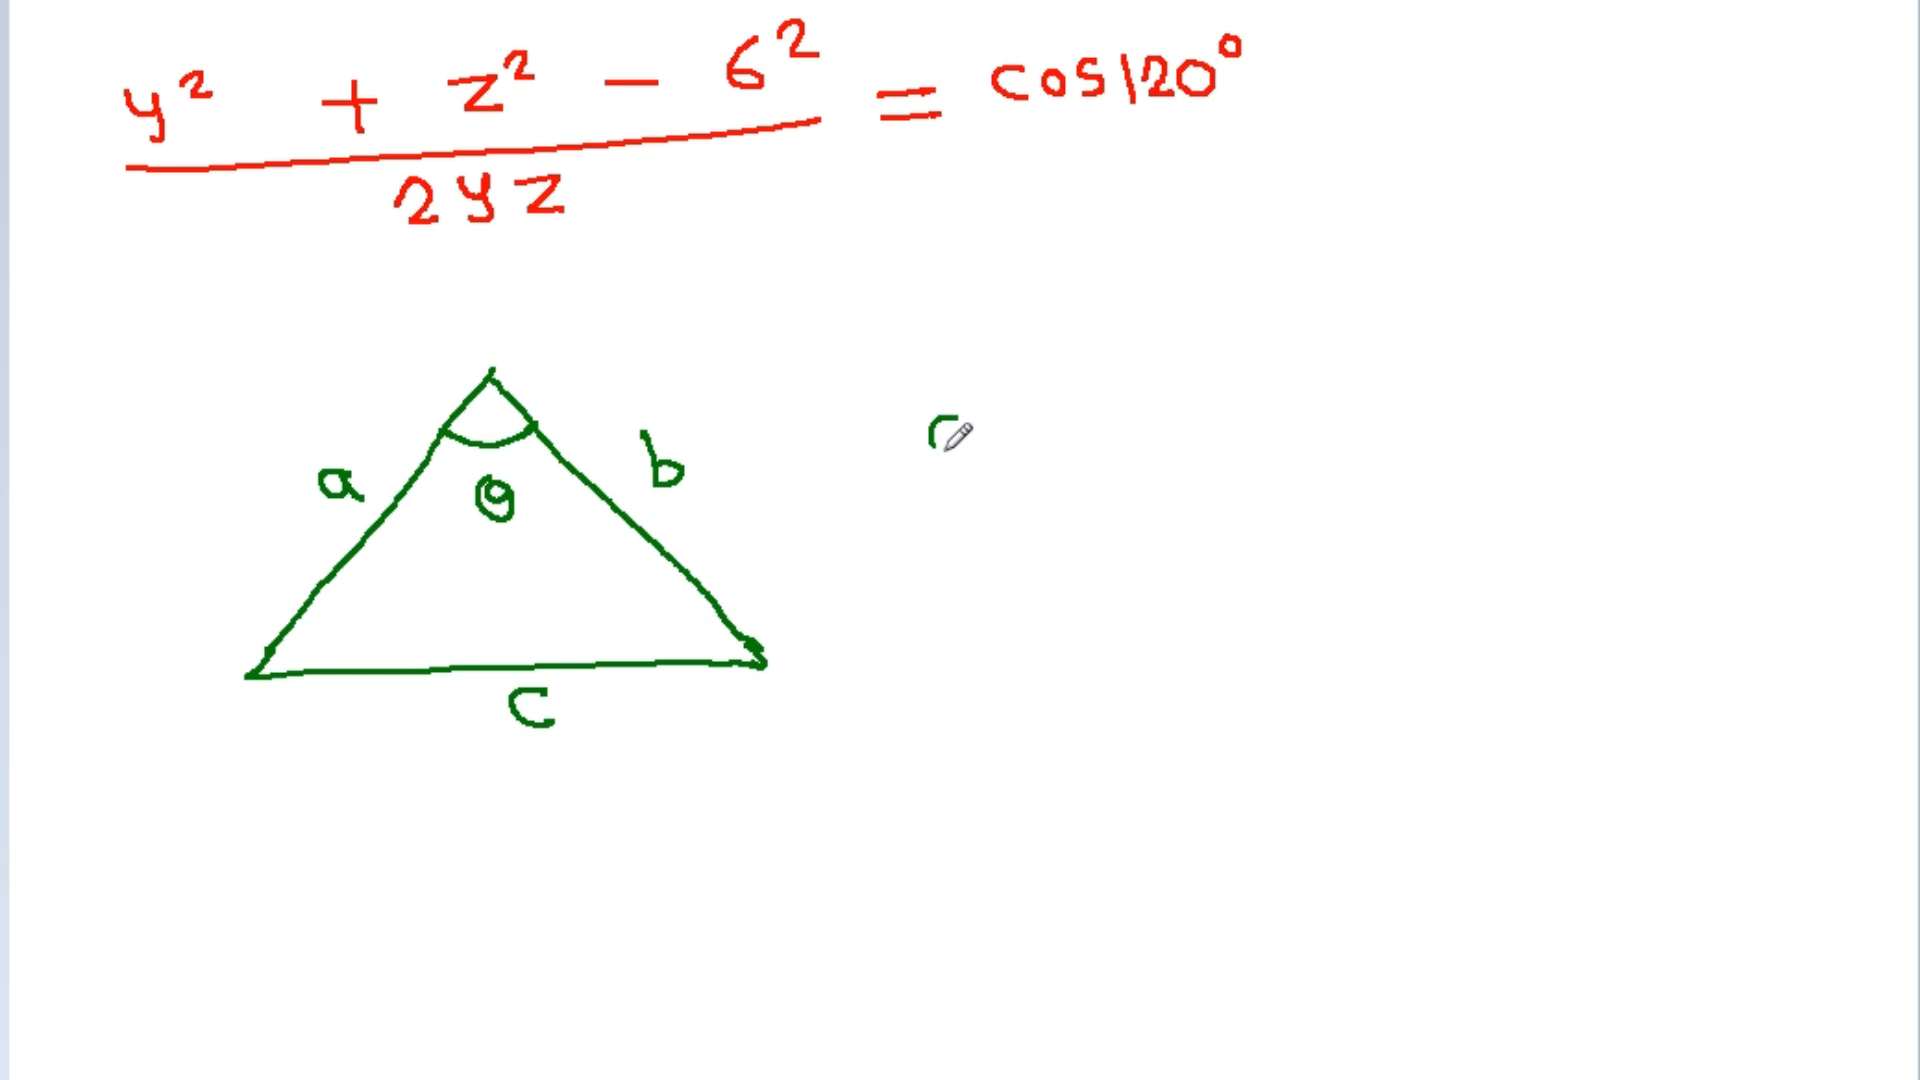 y² + z² - 6² = cos120°
2yz
a
b
θ
c
c